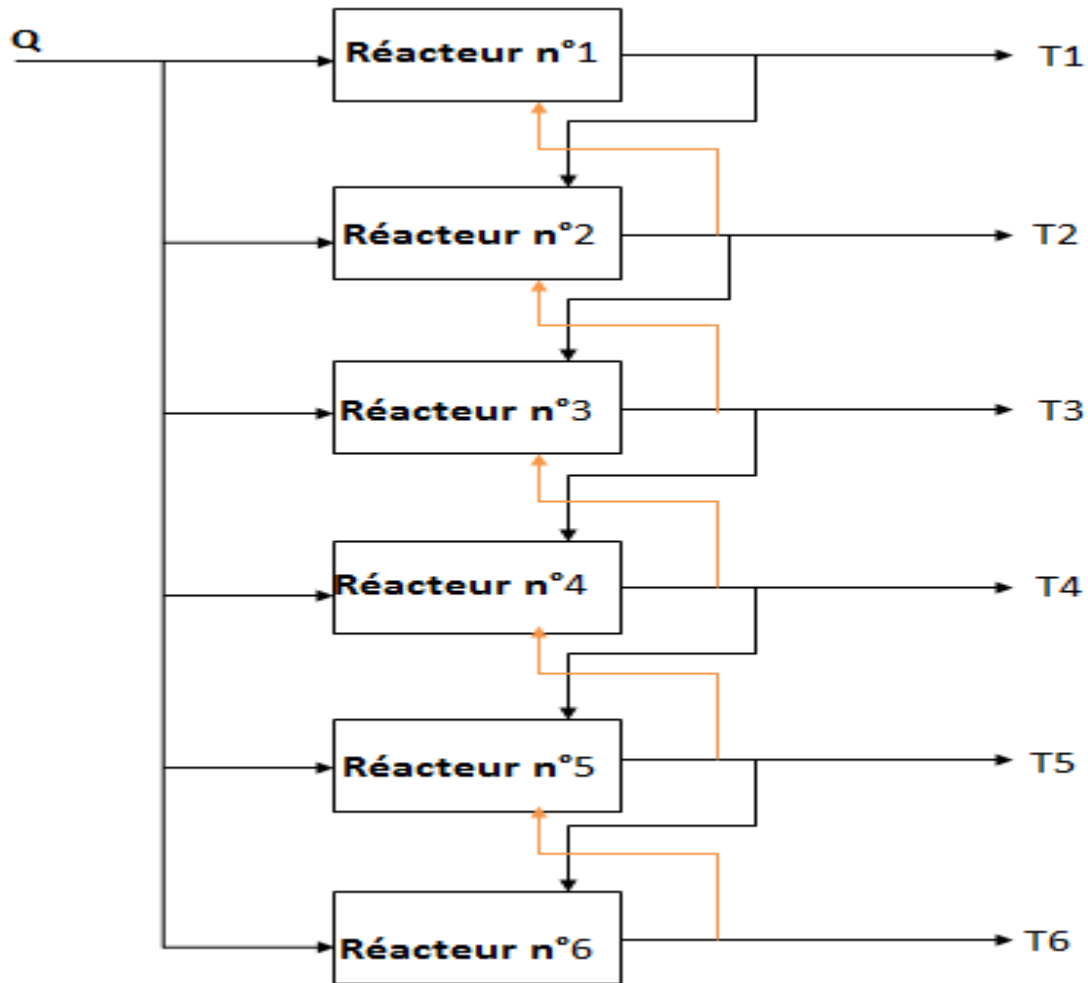 Q
Réacteur n°1
T1
Réacteur n°2
T2
Réacteur n°3
T3
Réacteur n°4
T4
Réacteur n°5
T5
Réacteur n°6
T6